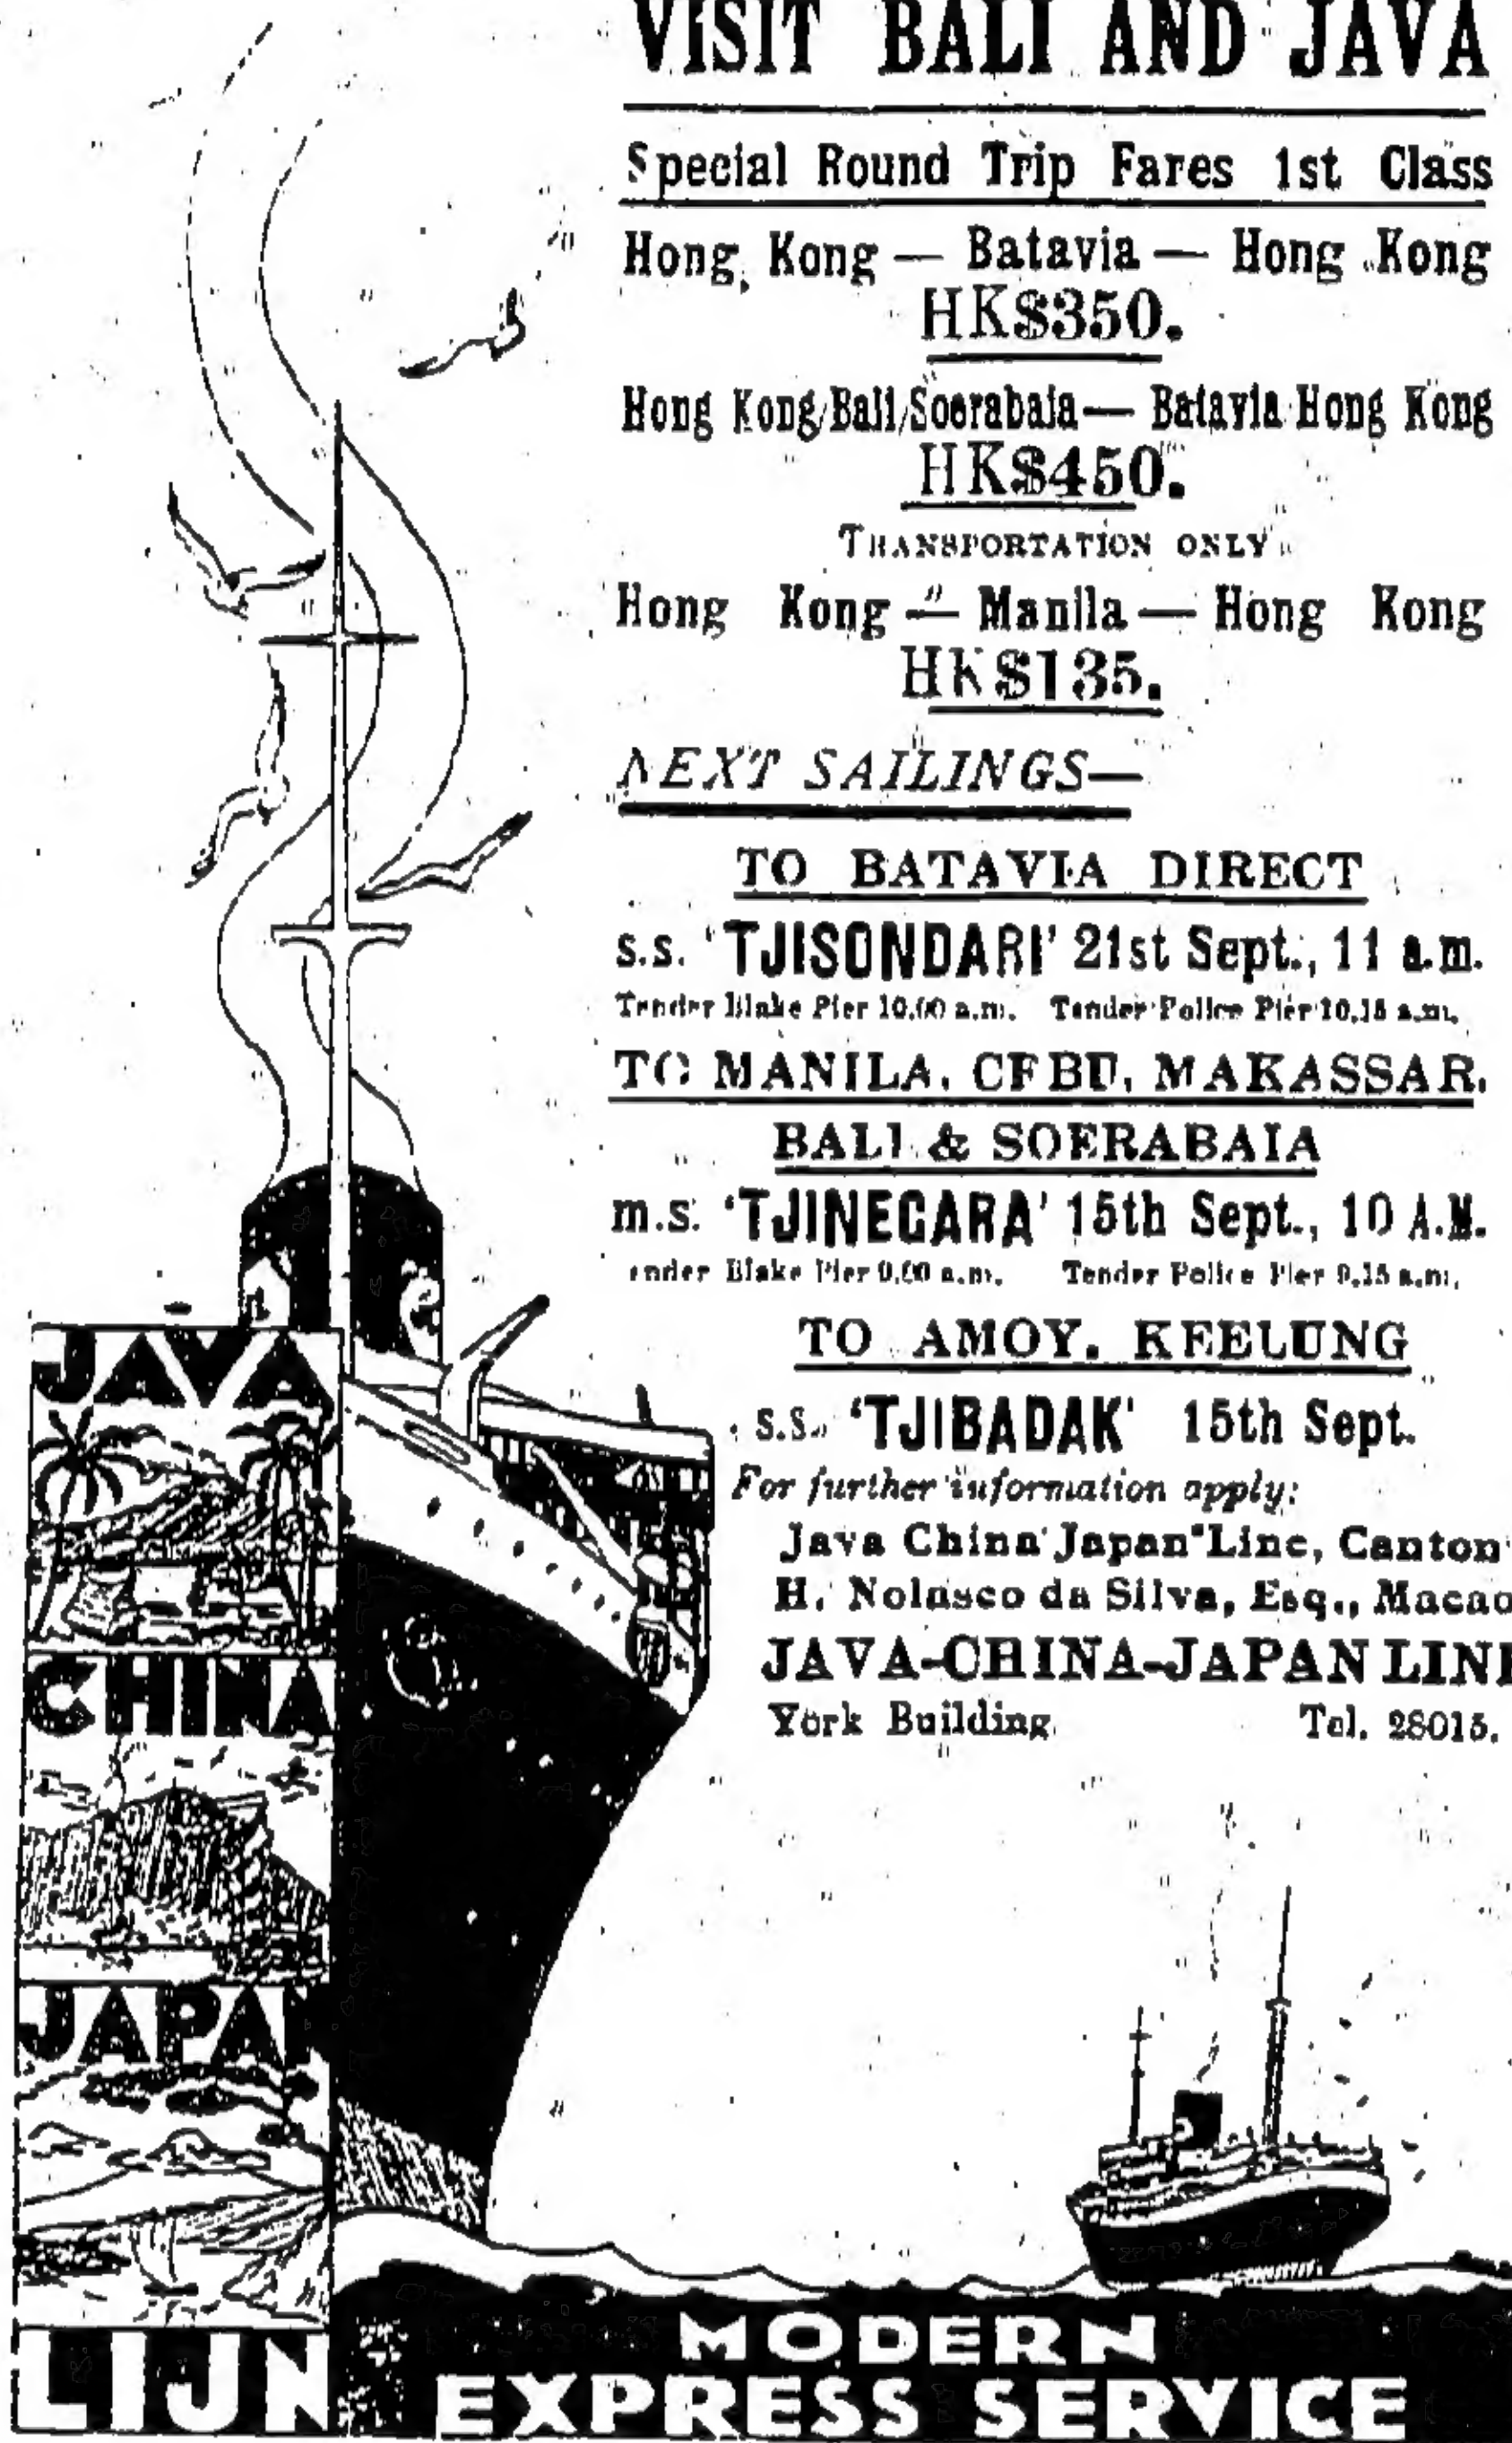 VISIT BALI AND JAVA
Special Round Trip Fares 1st Class
Hong Kong — Batavia — Hong Kong
HK$350.
Hong Kong/Bali/Soerabaia — Batavia Hong Kong
HK$450.
TRANSPORTATION ONLY
Hong Kong — Manila — Hong Kong
HK$135.
NEXT SAILINGS—
TO BATAVIA DIRECT
s.s. 'TJISONDARI' 21st Sept., 11 a.m.
Tender Blake Pier 10.00 a.m. Tender Police Pier 10.15 a.m.
TO MANILA, CEBU, MAKASSAR,
BALI & SOERABAIA
m.s. 'TJINEGARA' 15th Sept., 10 A.M.
ender Blake Pier 9.00 a.m. Tender Police Pier 9.15 a.m.
TO AMOY, KEELUNG
s.s. 'TJIBADAK' 15th Sept.
For further information apply:
Java China Japan Line, Canton
H. Nolasco da Silva, Esq., Macao
JAVA-CHINA-JAPAN LINE
York Building Tel. 28015.
JAVA
CHINA
JAPAN
LIJN
MODERN
EXPRESS SERVICE